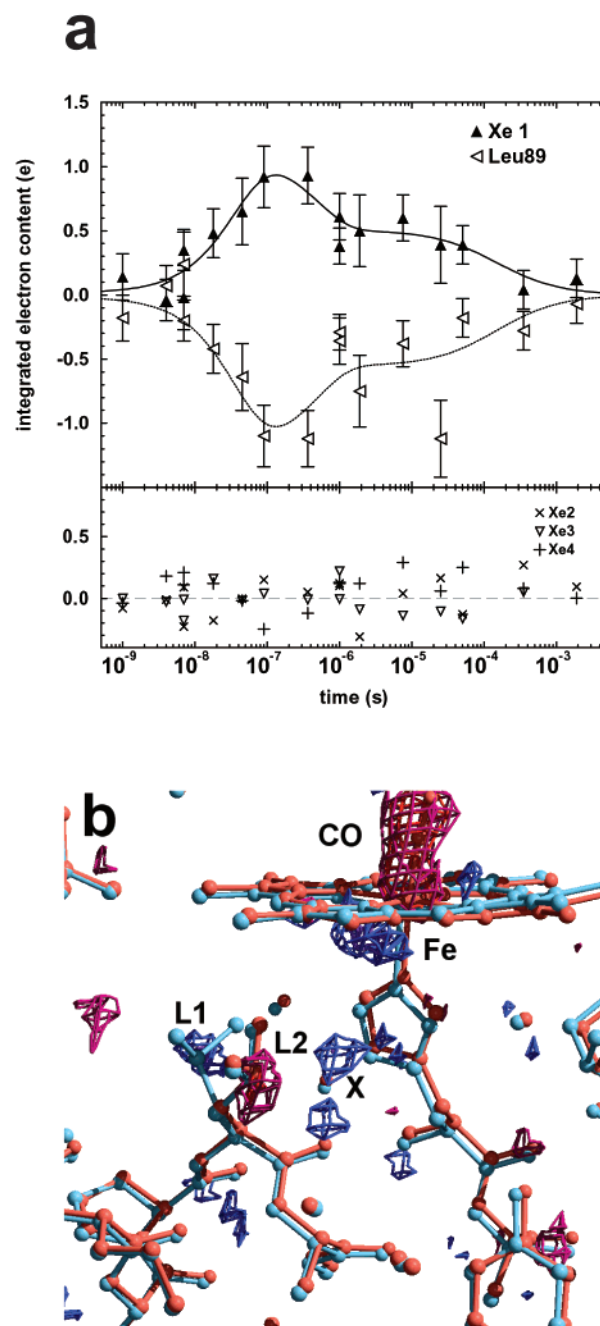 a
1.5
1.0
0.5
0.0
-0.5
-1.0
integrated electron content (e)
Xe 1
Leu89
0.5
0.0
Xe2
Xe3
Xe4
10⁻⁹ 10⁻⁸ 10⁻⁷ 10⁻⁶ 10⁻⁵ 10⁻⁴ 10⁻³
time (s)
b
CO
Fe
L1
L2
X